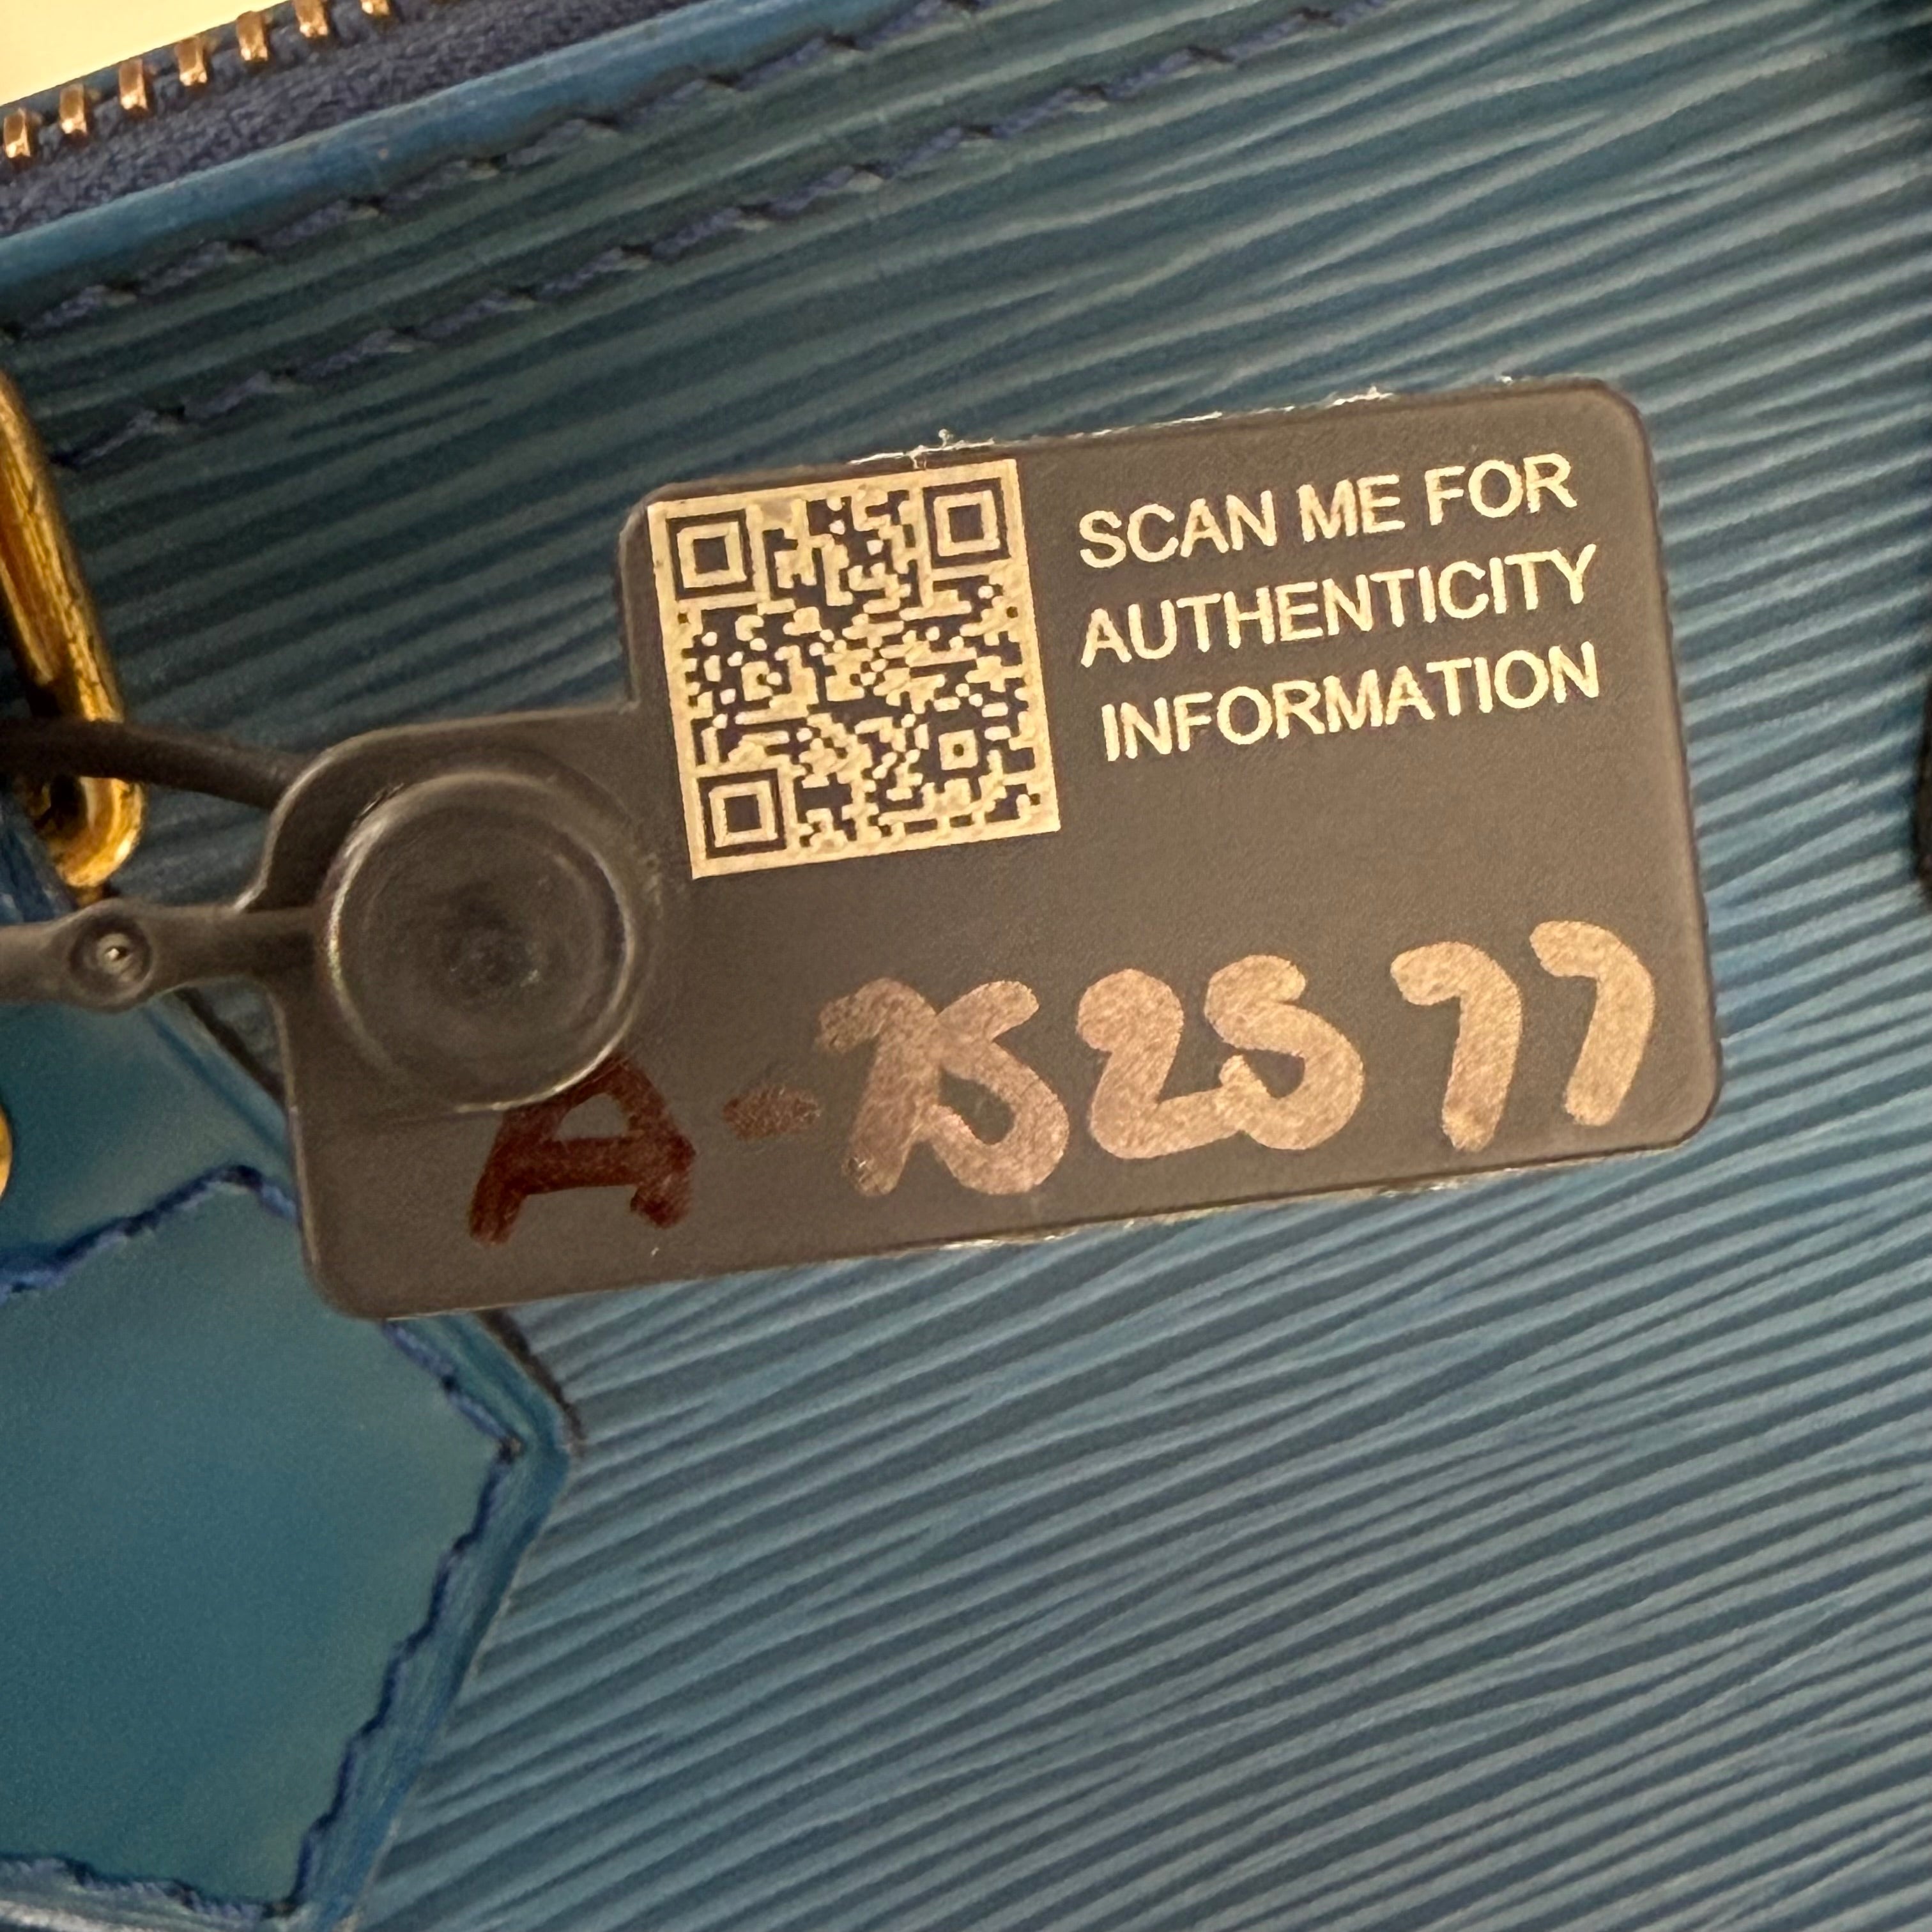 SCAN ME FOR
AUTHENTICITY
INFORMATION
A-752577